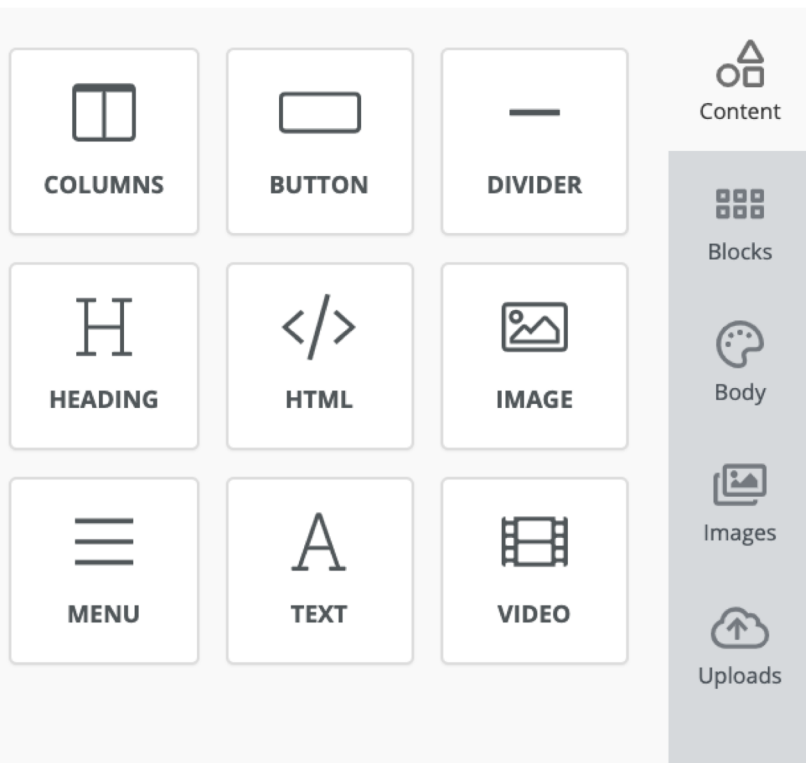 COLUMNS
BUTTON
DIVIDER
HEADING
HTML
IMAGE
MENU
TEXT
VIDEO
Content
Blocks
Body
Images
Uploads